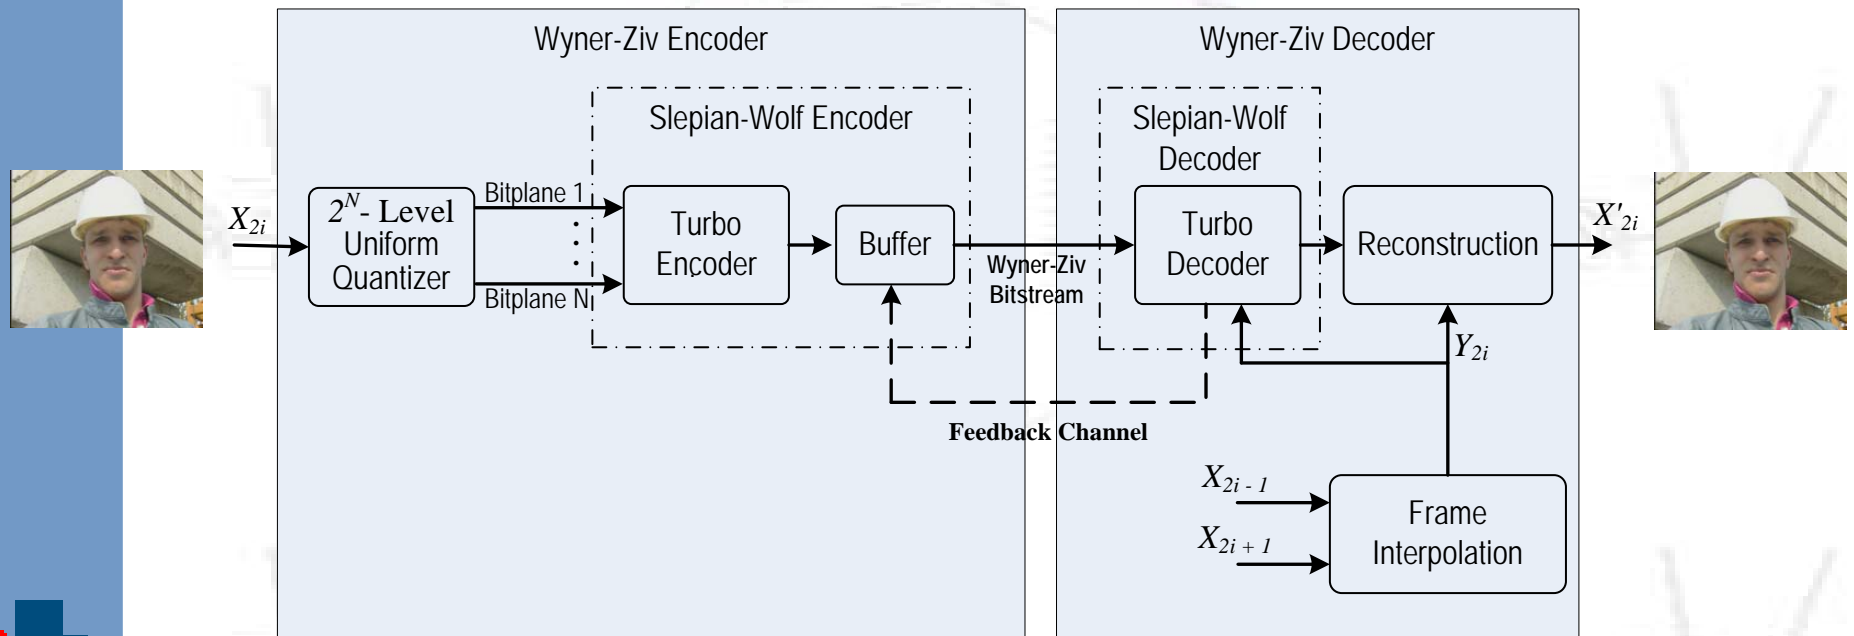 Wyner-Ziv Encoder
Wyner-Ziv Decoder
Slepian-Wolf Encoder
Slepian-Wolf
Decoder
X2i
2^N- Level
Uniform
Quantizer
Bitplane 1
Bitplane N
Turbo
Encoder
Buffer
Wyner-Ziv
Bitstream
Turbo
Decoder
Reconstruction
X'2i
Y2i
Feedback Channel
X2i - 1
X2i + 1
Frame
Interpolation